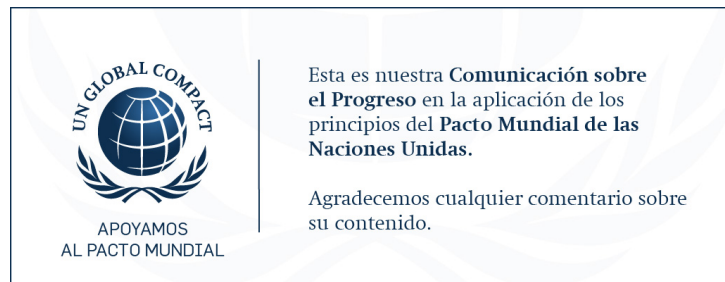 UN GLOBAL COMPACT
APOYAMOS
AL PACTO MUNDIAL
Esta es nuestra Comunicación sobre
el Progreso en la aplicación de los
principios del Pacto Mundial de las
Naciones Unidas.
Agradecemos cualquier comentario sobre
su contenido.